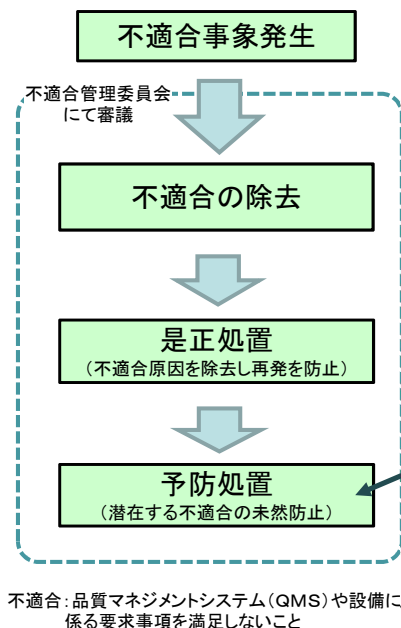 不適合事象発生
不適合管理委員会
にて審議
不適合の除去
是正処置
（不適合原因を除去し再発を防止）
予防処置
（潜在する不適合の未然防止）
不適合：品質マネジメントシステム（QMS）や設備に
係る要求事項を満足しないこと